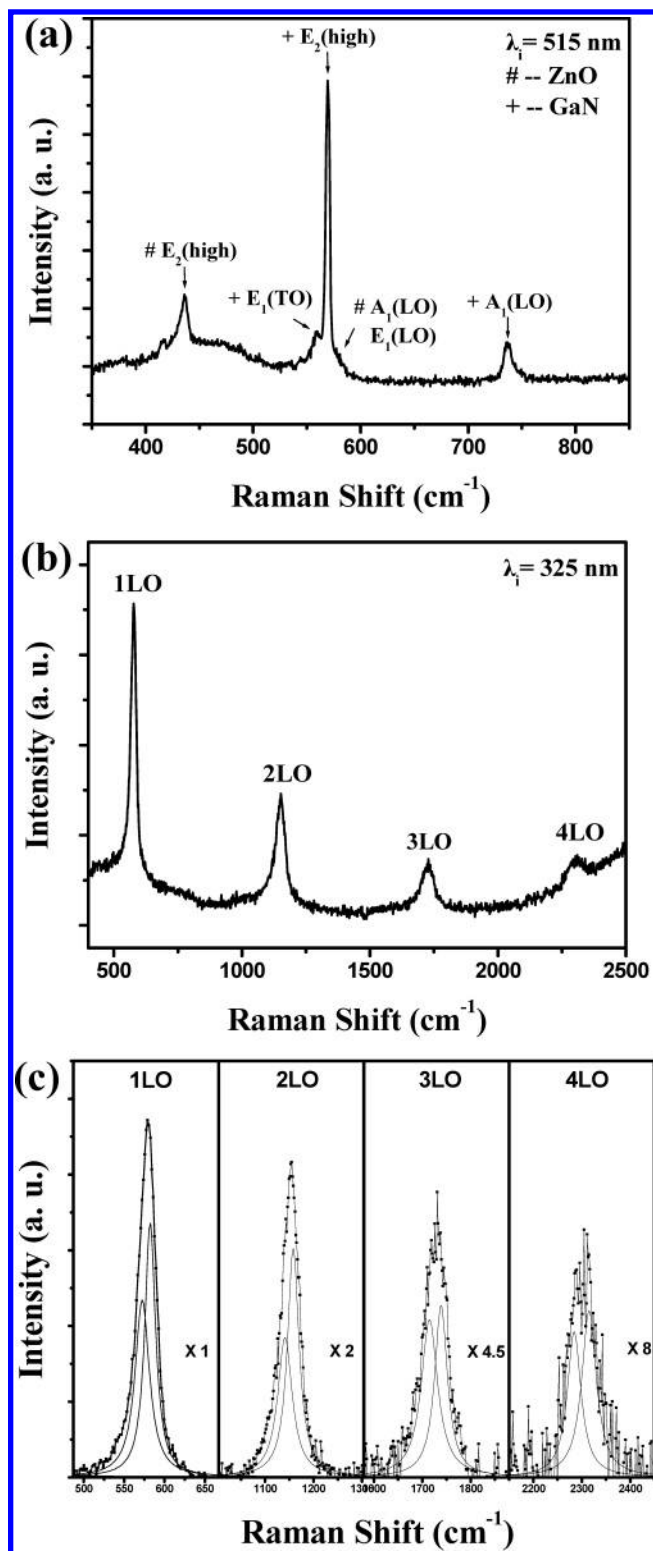 (a)
+ E2(high)
λi= 515 nm
# -- ZnO
+ -- GaN
# E2(high)
+ E1(TO)
# A1(LO)
E1(LO)
+ A1(LO)
Intensity (a. u.)
400 500 600 700 800
Raman Shift (cm-1)
(b)
λi= 325 nm
1LO
2LO
3LO
4LO
Intensity (a. u.)
500 1000 1500 2000 2500
Raman Shift (cm-1)
(c)
1LO 2LO 3LO 4LO
X 1 X 2 X 4.5 X 8
Intensity (a. u.)
500 550 600 650 1100 1200 1700 1800 2200 2300 2400
Raman Shift (cm-1)